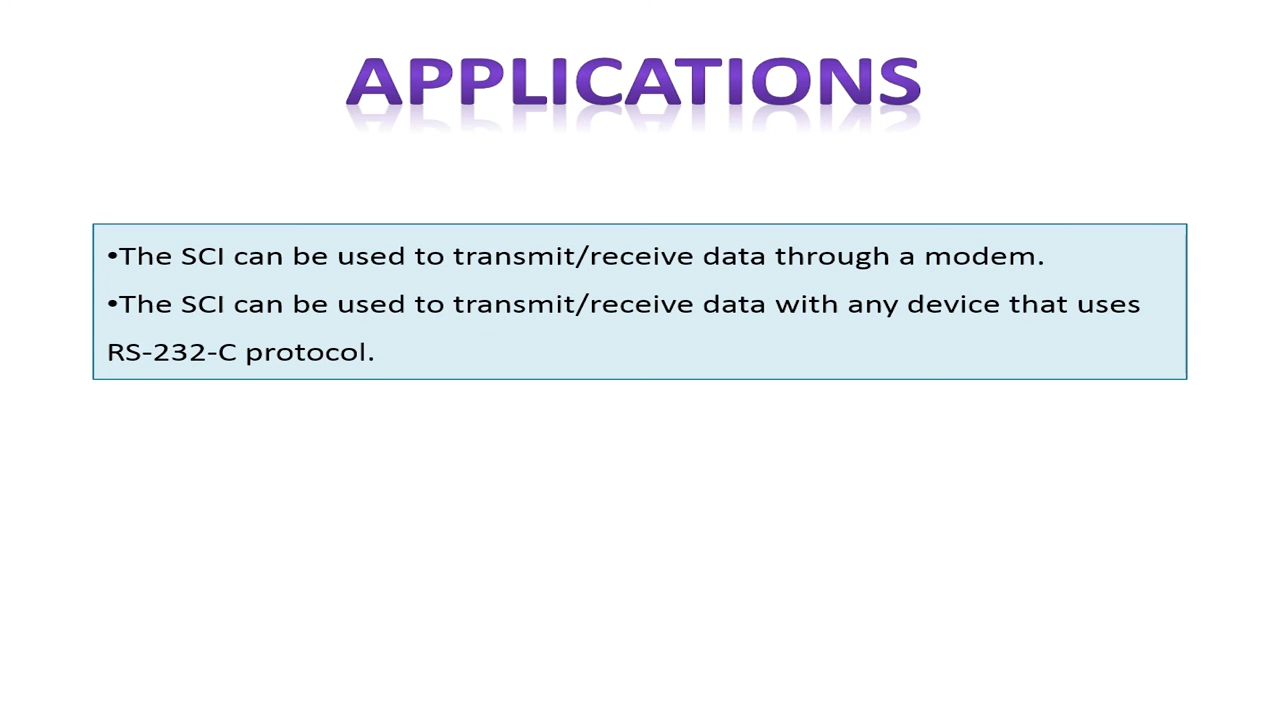 APPLICATIONS
•The SCI can be used to transmit/receive data through a modem.
•The SCI can be used to transmit/receive data with any device that uses
RS-232-C protocol.